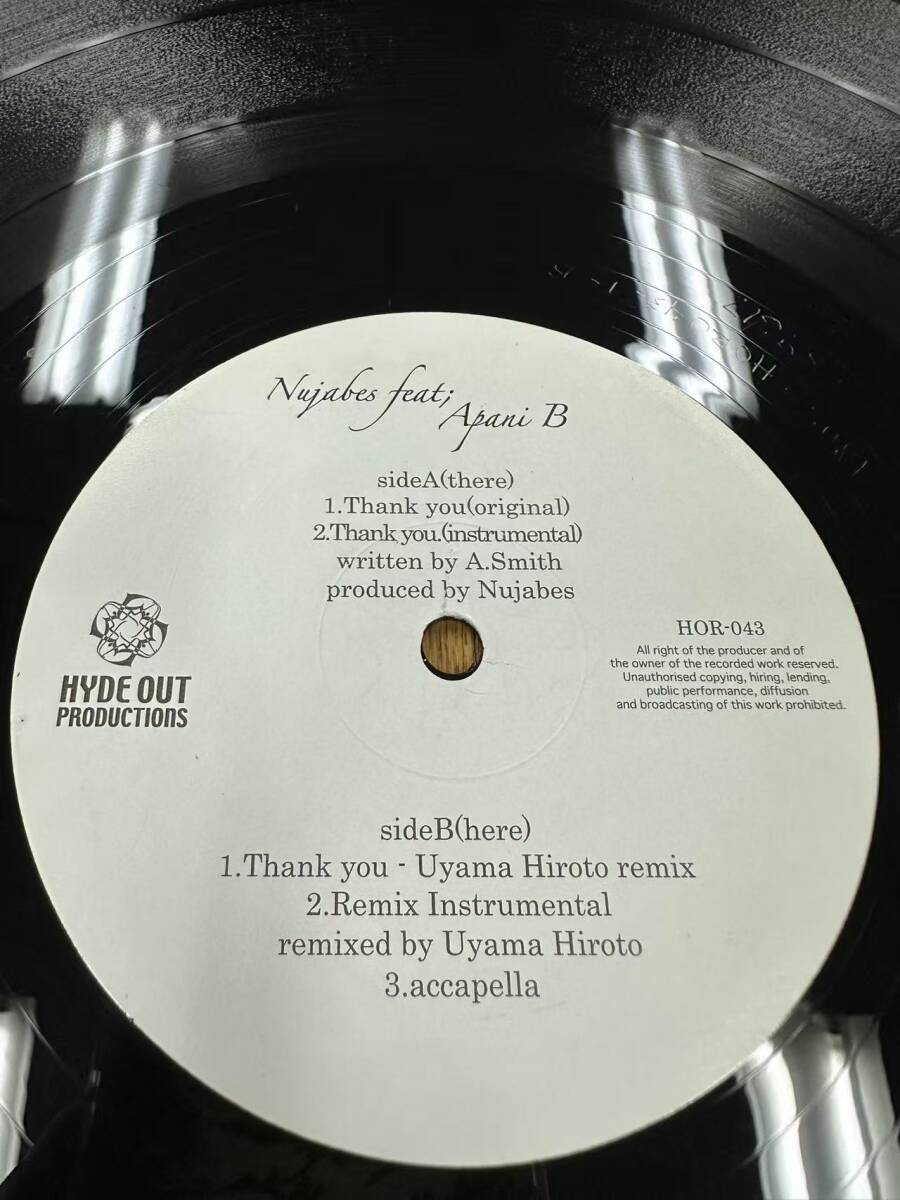 Nujabes feat;
Apani B
sideA(there)
1.Thank you(original)
2.Thank you.(instrumental)
written by A.Smith
produced by Nujabes
HYDE OUT
PRODUCTIONS
HOR-043
All right of the producer and of
the owner of the recorded work reserved.
Unauthorised copying, hiring, lending,
public performance, diffusion
and broadcasting of this work prohibited.
sideB(here)
1.Thank you - Uyama Hiroto remix
2.Remix Instrumental
remixed by Uyama Hiroto
3.accapella